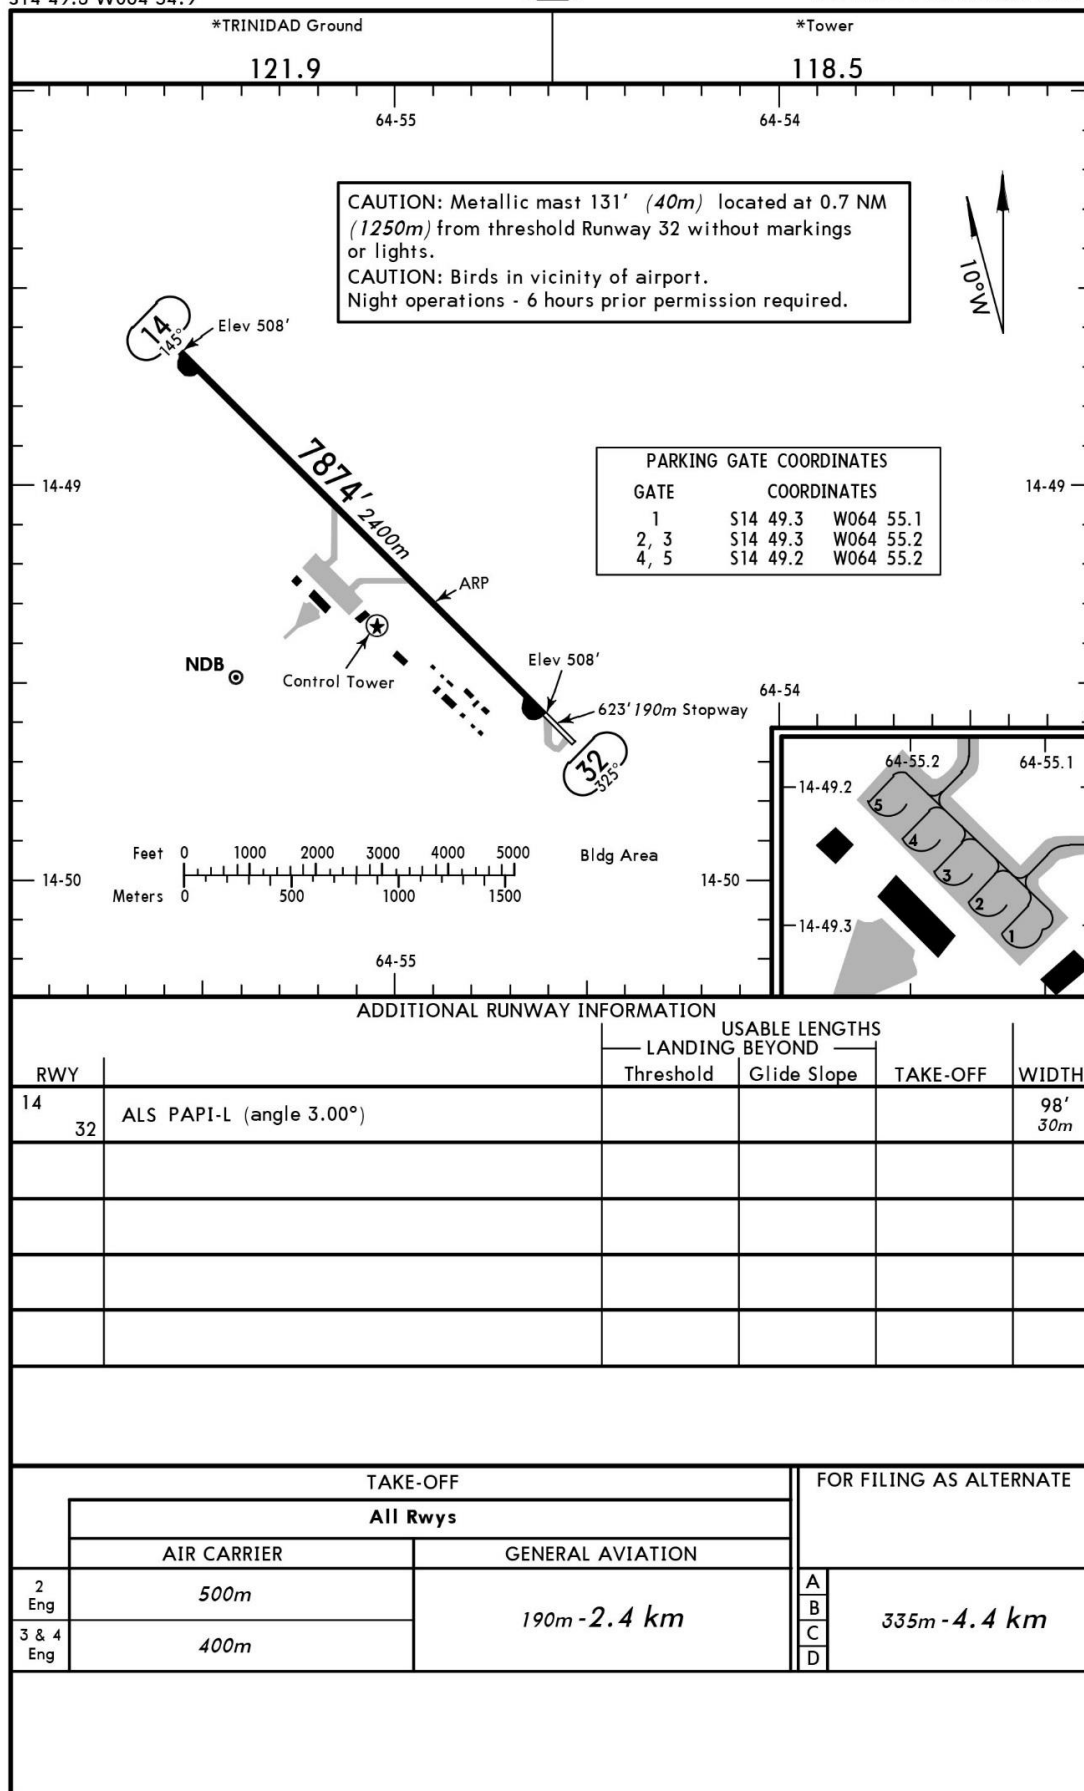 S14 49.3 W064 54.9
*TRINIDAD Ground
121.9
*Tower
118.5
64-55
64-54
CAUTION: Metallic mast 131' (40m) located at 0.7 NM
(1250m) from threshold Runway 32 without markings
or lights.
CAUTION: Birds in vicinity of airport.
Night operations - 6 hours prior permission required.
10°W
14
145°
Elev 508'
7874' 2400m
14-49
14-49
PARKING GATE COORDINATES
GATE COORDINATES
1 S14 49.3 W064 55.1
2, 3 S14 49.3 W064 55.2
4, 5 S14 49.2 W064 55.2
ARP
NDB
Control Tower
Elev 508'
623' 190m Stopway
32
325°
64-54
64-55.2
64-55.1
14-49.2
14-49.3
5
4
3
2
1
Feet 0 1000 2000 3000 4000 5000
Meters 0 500 1000 1500
Bldg Area
14-50
14-50
64-55
ADDITIONAL RUNWAY INFORMATION
USABLE LENGTHS
LANDING BEYOND
RWY Threshold Glide Slope TAKE-OFF WIDTH
14
32
ALS PAPI-L (angle 3.00°)
98'
30m
TAKE-OFF
All Rwys
AIR CARRIER
GENERAL AVIATION
FOR FILING AS ALTERNATE
2
Eng
500m
3 & 4
Eng
400m
190m-2.4 km
A
B
C
D
335m-4.4 km